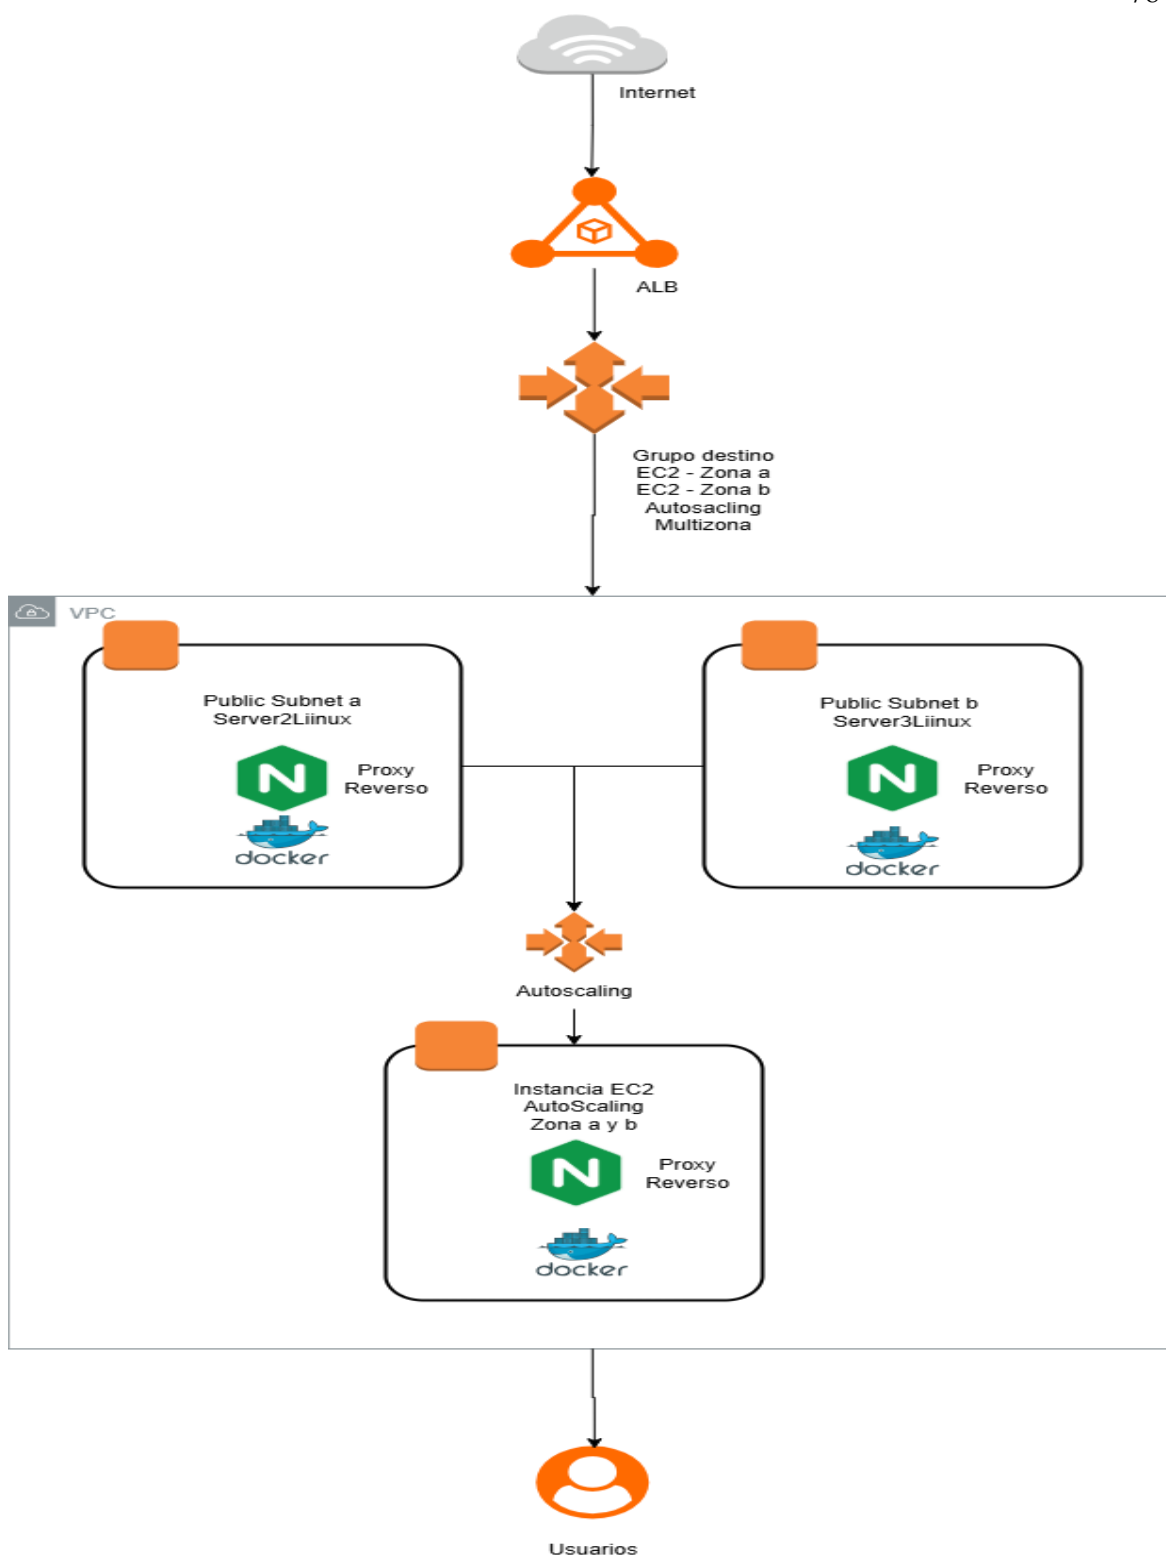 Internet
ALB
Grupo destino
EC2 - Zona a
EC2 - Zona b
Autosacling
Multizona
VPC
Public Subnet a
Server2Liinux
N
Proxy
Reverso
docker
Public Subnet b
Server3Liinux
N
Proxy
Reverso
docker
Autoscaling
Instancia EC2
AutoScaling
Zona a y b
N
Proxy
Reverso
docker
Usuarios